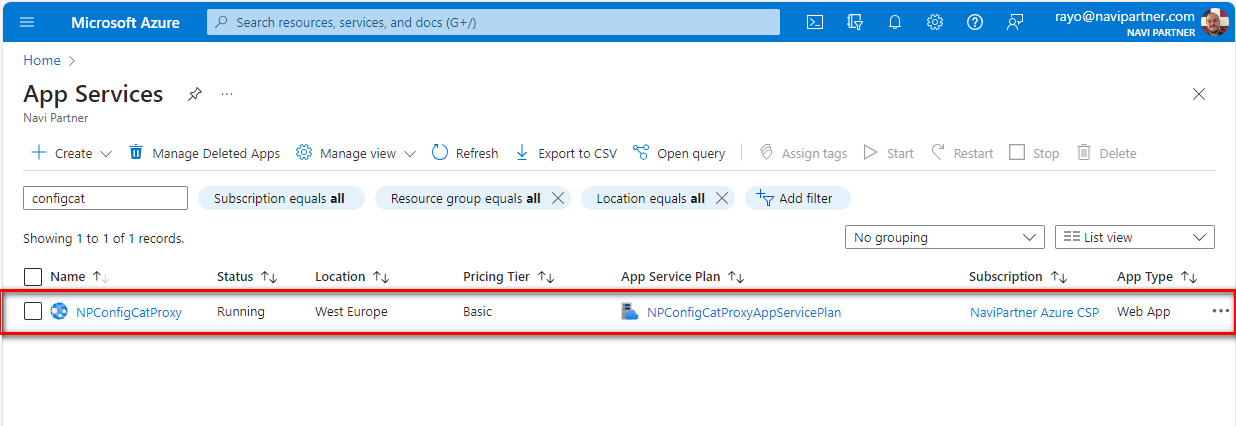 Microsoft Azure
Search resources, services, and docs (G+/)
rayo@navipartner.com
NAVI PARTNER
Home
App Services
Navi Partner
Create
Manage Deleted Apps
Manage view
Refresh
Export to CSV
Open query
Assign tags
Start
Restart
Stop
Delete
configcat
Subscription equals all
Resource group equals all
Location equals all
Add filter
Showing 1 to 1 of 1 records.
No grouping
List view
Name Status Location Pricing Tier App Service Plan Subscription App Type
NPConfigCatProxy Running West Europe Basic NPConfigCatProxyAppServicePlan NaviPartner Azure CSP Web App